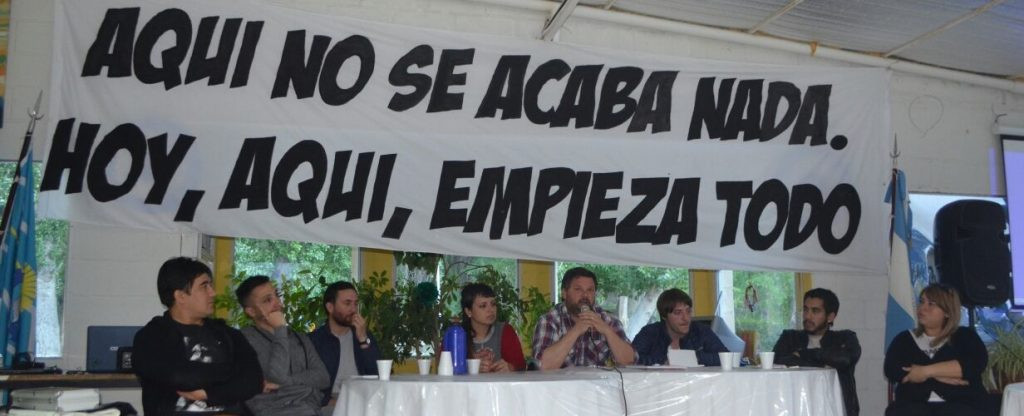 AQUI NO SE ACABA NADA.
HOY, AQUI, EMPIEZA TODO